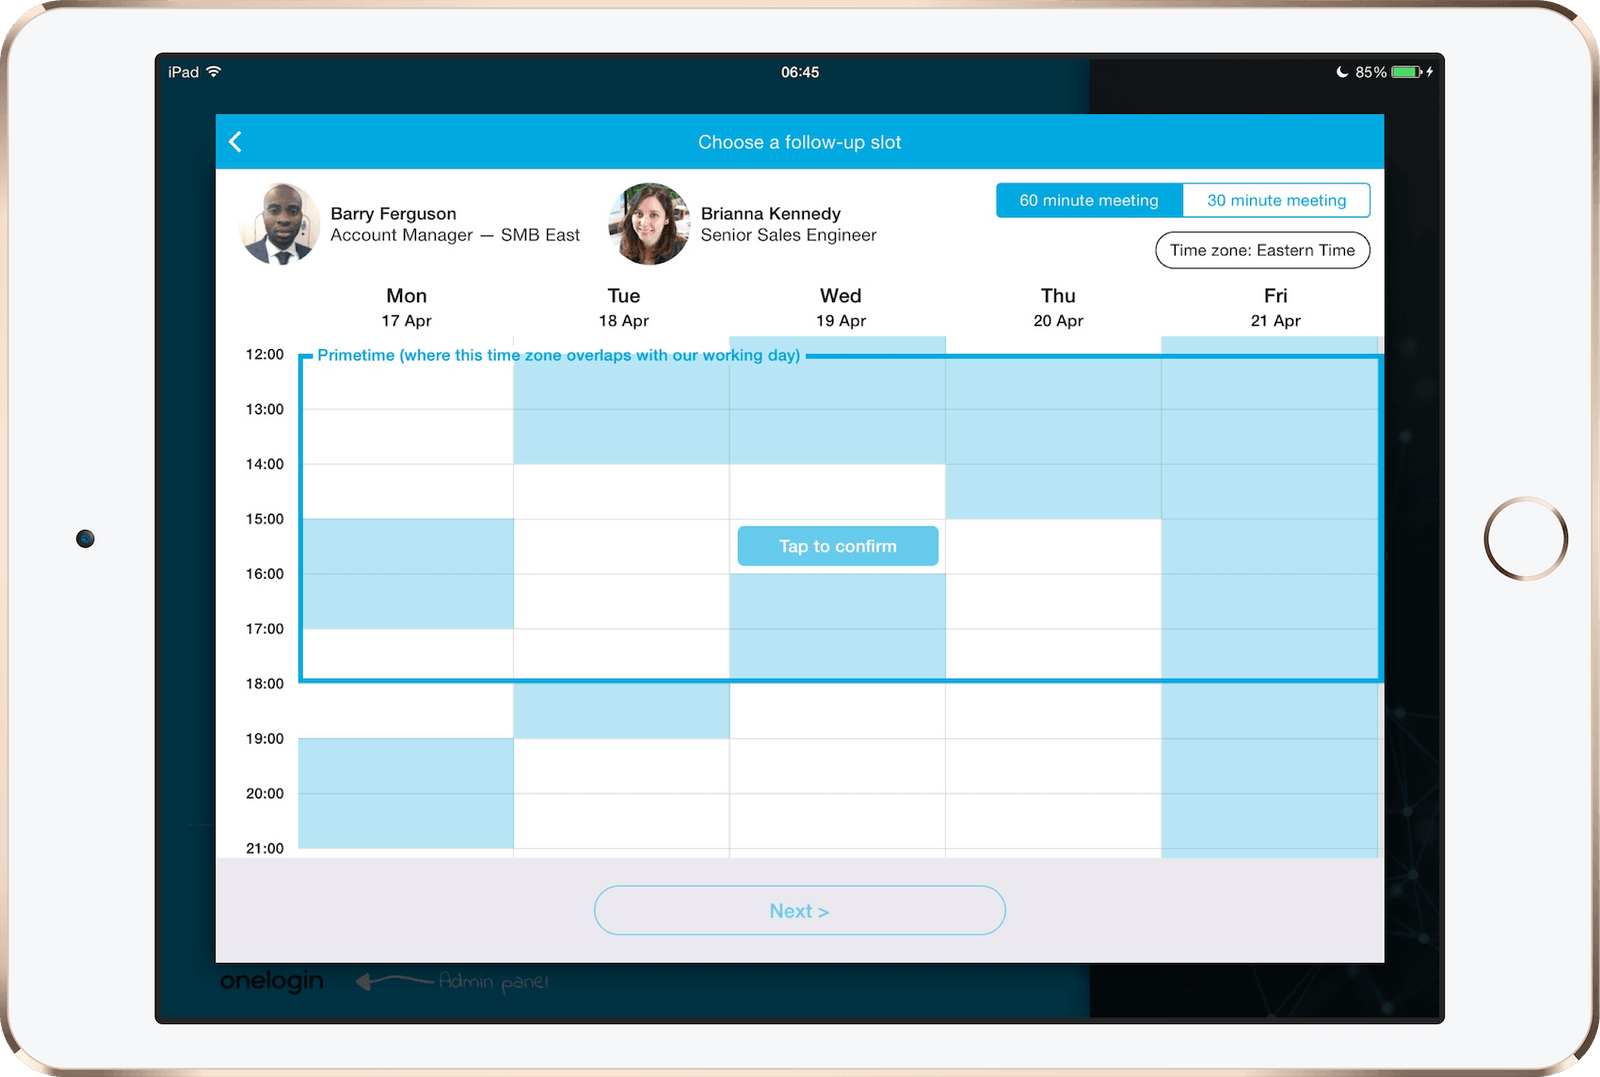 iPad
06:45
85%
Choose a follow-up slot
Barry Ferguson
Account Manager — SMB East
Brianna Kennedy
Senior Sales Engineer
60 minute meeting
30 minute meeting
Time zone: Eastern Time
Mon
17 Apr
Tue
18 Apr
Wed
19 Apr
Thu
20 Apr
Fri
21 Apr
12:00
Primetime (where this time zone overlaps with our working day)
13:00
14:00
15:00
Tap to confirm
16:00
17:00
18:00
19:00
20:00
21:00
Next >
onelogin
Admin panel